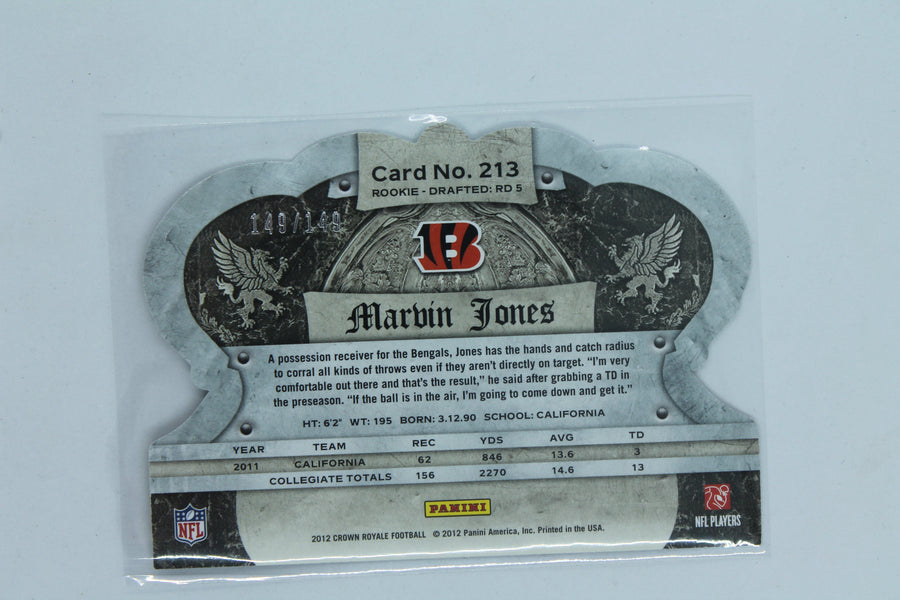 Card No. 213
ROOKIE - DRAFTED: RD 5
149/149
B
Marvin Jones
A possession receiver for the Bengals, Jones has the hands and catch radius
to corral all kinds of throws even if they aren't directly on target. "I'm very
comfortable out there and that's the result," he said after grabbing a TD in
the preseason. "If the ball is in the air, I'm going to come down and get it."
HT: 6'2" WT: 195 BORN: 3.12.90 SCHOOL: CALIFORNIA
YEAR TEAM REC YDS AVG TD
2011 CALIFORNIA 62 846 13.6 3
COLLEGIATE TOTALS 156 2270 14.6 13
PANINI
NFL
NFL PLAYERS
2012 CROWN ROYALE FOOTBALL © 2012 Panini America, Inc. Printed in the USA.